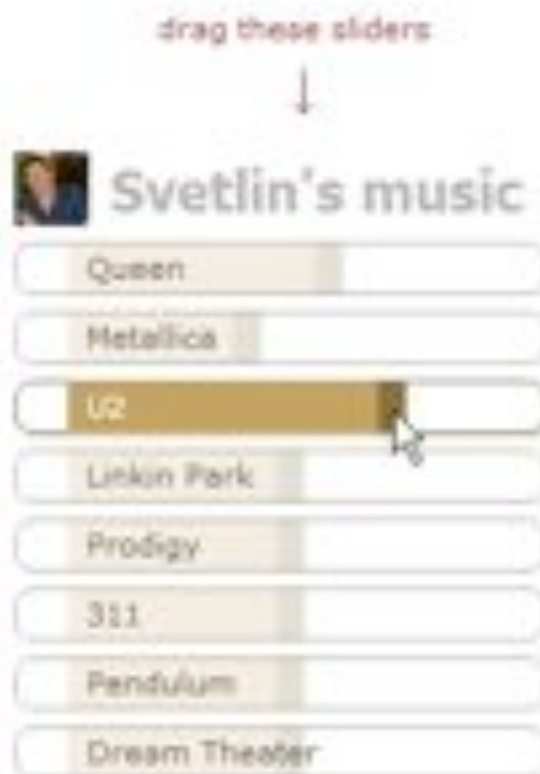 drag these sliders
Svetlin's music
Queen
Metallica
U2
Linkin Park
Prodigy
311
Pendulum
Dream Theater